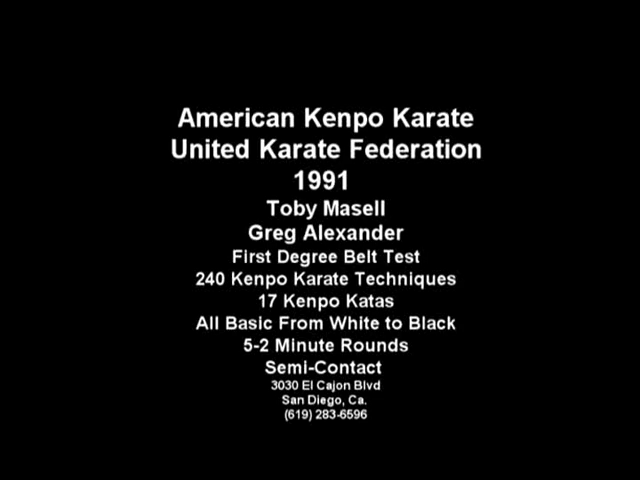 American Kenpo Karate
United Karate Federation
1991
Toby Masell
Greg Alexander
First Degree Belt Test
240 Kenpo Karate Techniques
17 Kenpo Katas
All Basic From White to Black
5-2 Minute Rounds
Semi-Contact
3030 El Cajon Blvd
San Diego, Ca.
(619) 283-6596